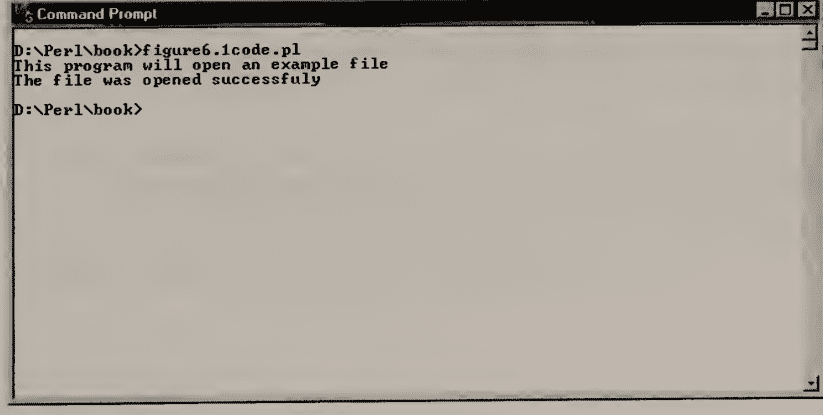 Command Prompt
D:\Perl\book>figure6.1code.pl
This program will open an example file
The file was opened successfuly
D:\Perl\book>